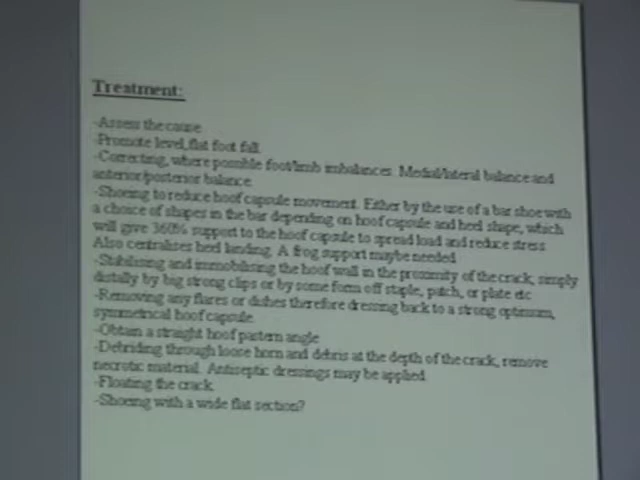 Treatment:
-Assess the cause
-Promote level,flat foot fall.
-Correcting, where possible foot/limb imbalances. Medial/lateral balance and
anterior/posterior balance.
-Shoeing to reduce hoof capsule movement. Either by the use of a bar shoe with
a choice of shapes in the bar depending on hoof capsule and heel shape, which
will give 360% support to the hoof capsule to spread load and reduce stress.
Also centralises heel landing. A frog support maybe needed.
-Stabilising and immobilising the hoof wall in the proximity of the crack, simply
distally by big strong clips or by some form off staple, patch, or plate etc
-Removing any flares or dishes therefore dressing back to a strong optimum,
symmetrical hoof capsule.
-Obtain a straight hoof pastern angle
-Debriding through loose horn and debris at the depth of the crack, remove
necrotic material. Antiseptic dressings may be applied.
-Floating the crack.
-Shoeing with a wide flat section?